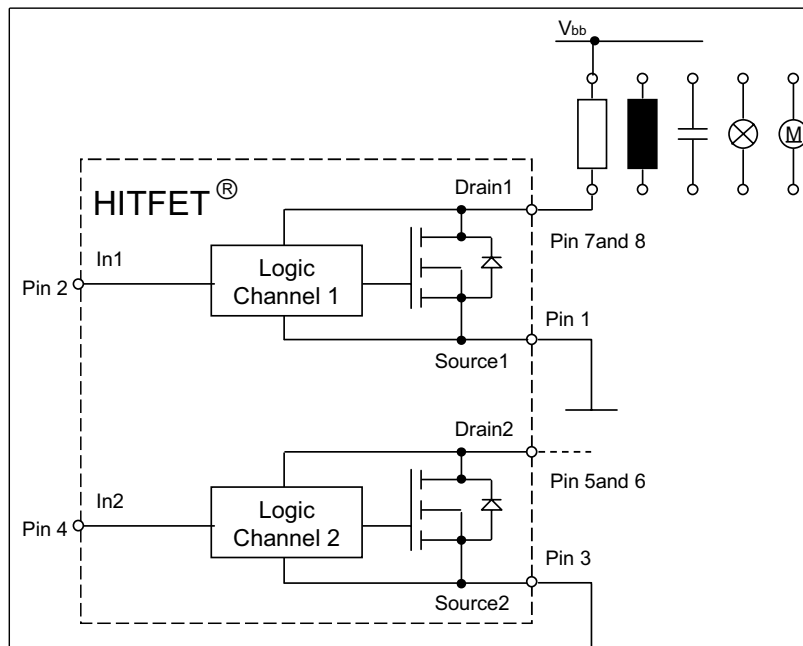 Vbb
M
HITFET ®
Drain1
Pin 7and 8
In1
Logic
Channel 1
Pin 2
Pin 1
Source1
Drain2
Pin 5and 6
In2
Logic
Channel 2
Pin 4
Pin 3
Source2